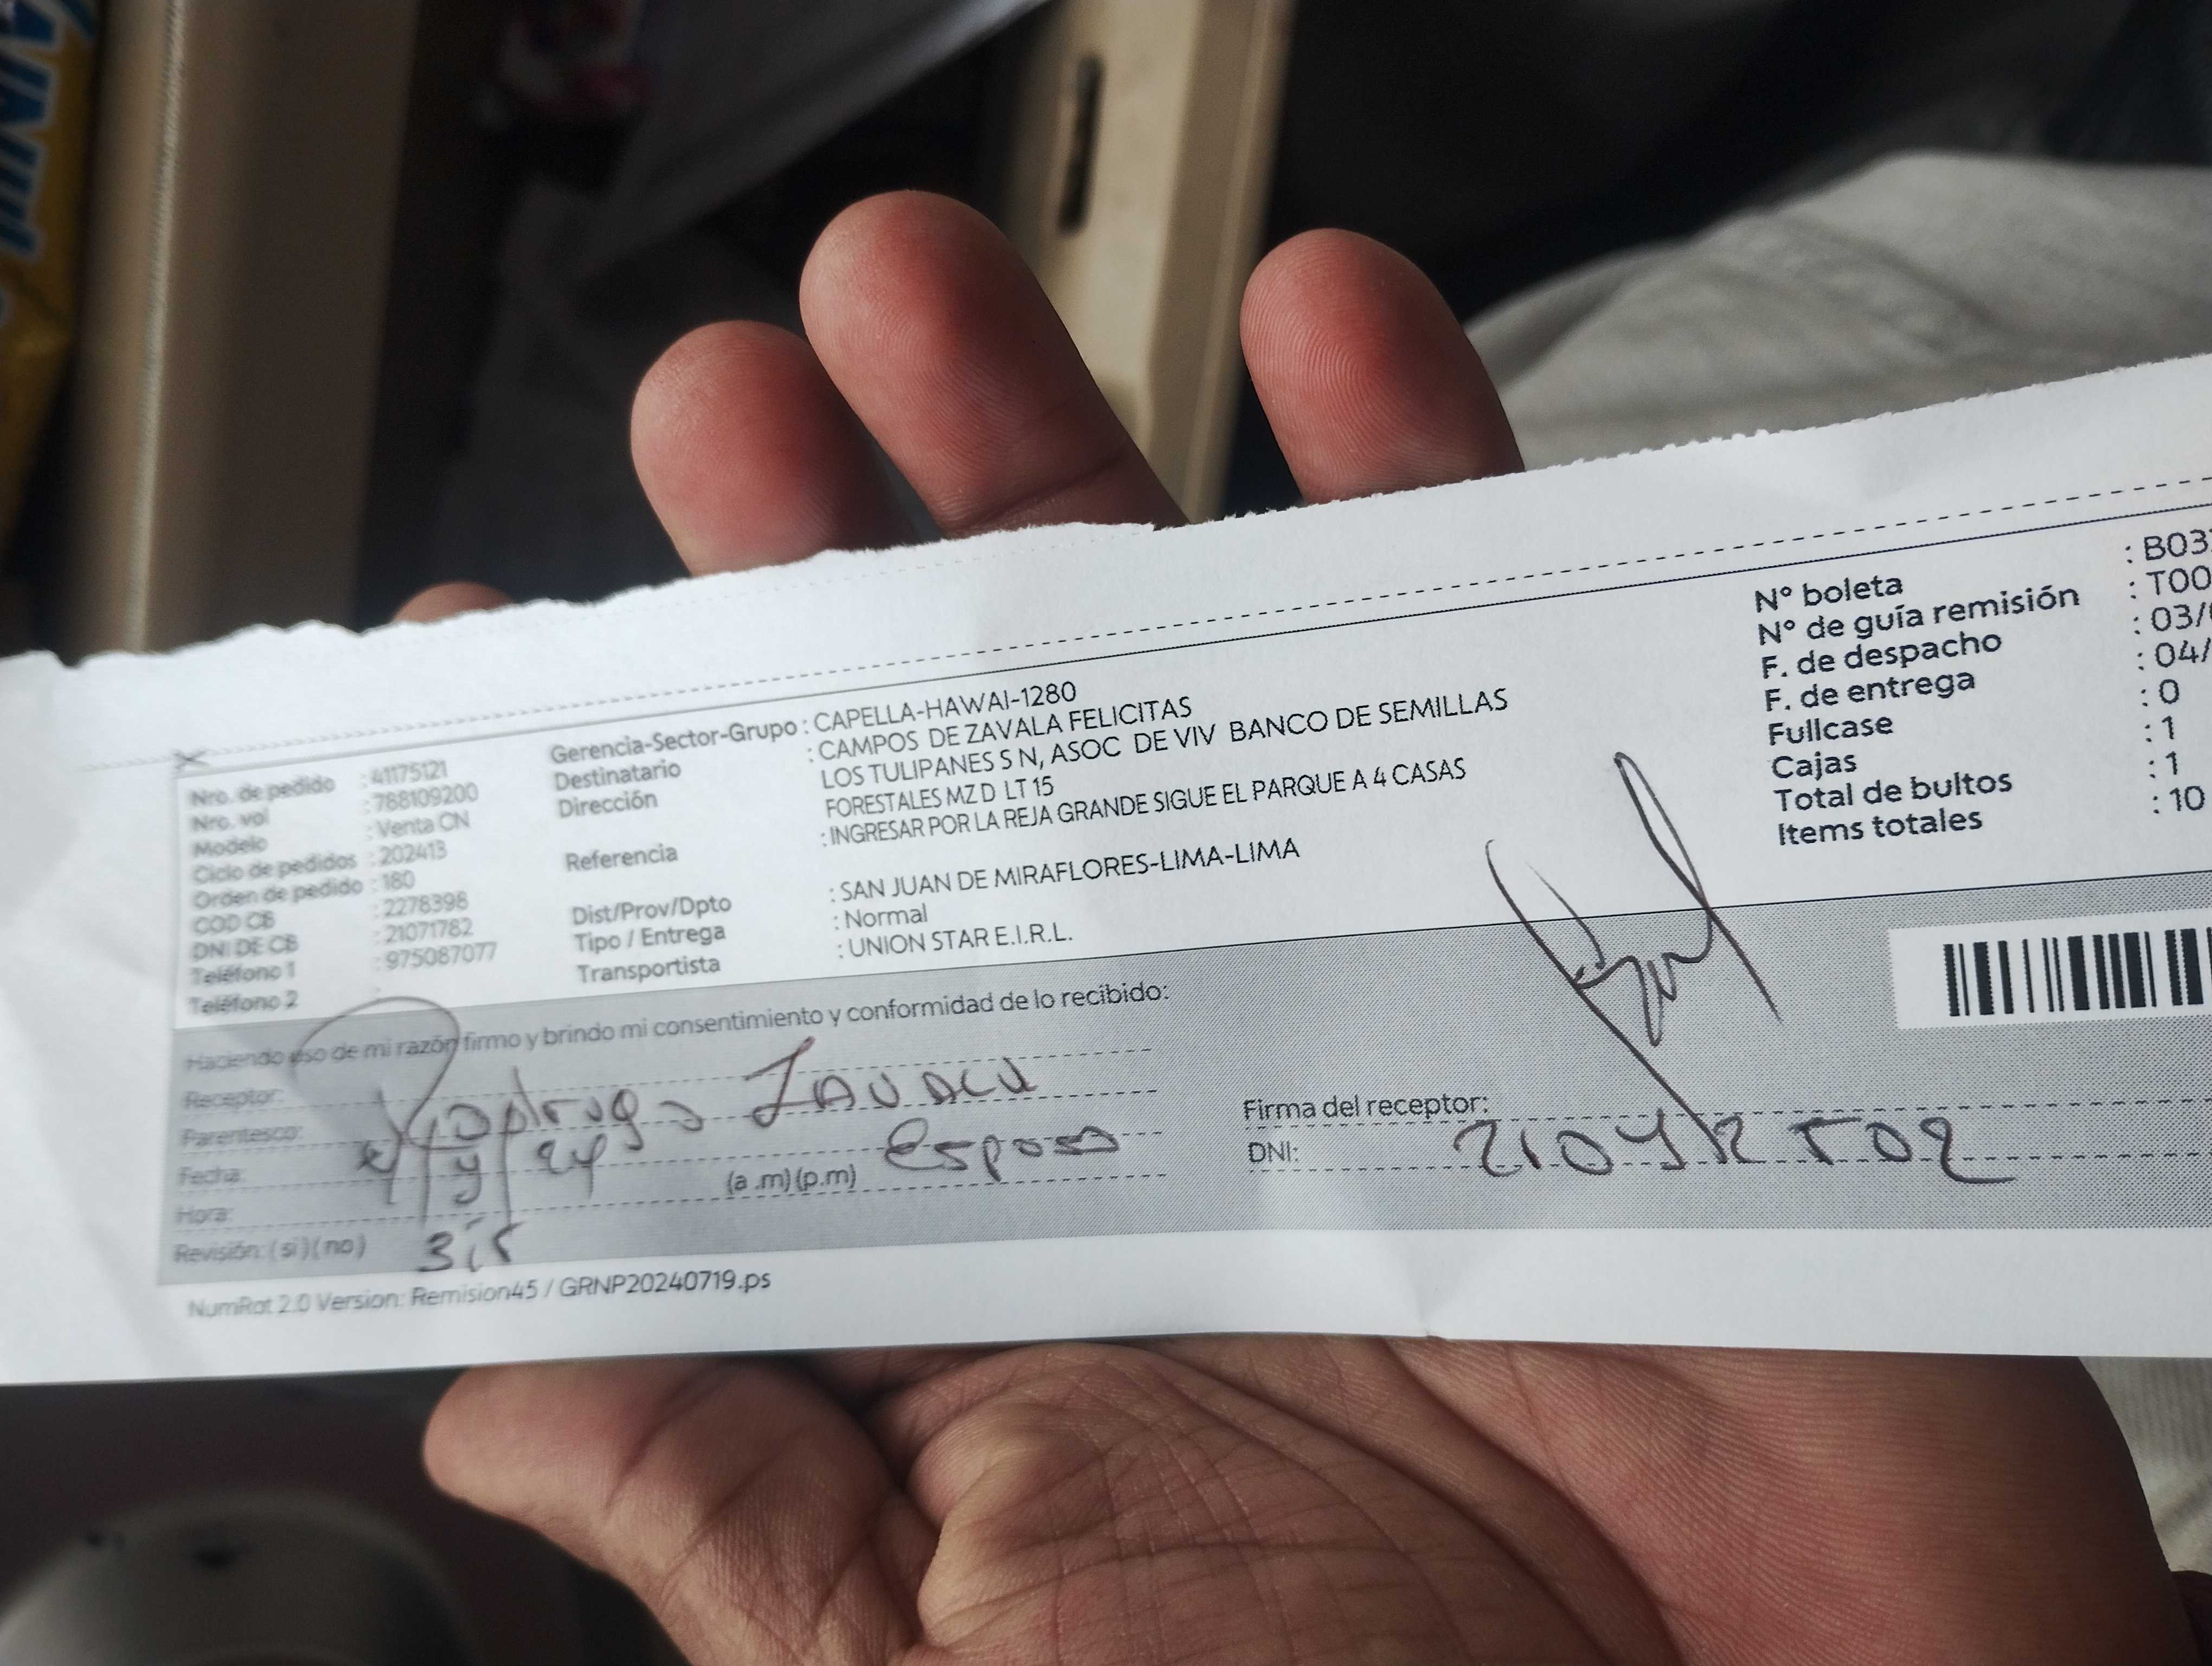 Nro. de pedido : 41175121
Nro. vol : 788109200
Modelo : Venta CN
Ciclo de pedidos : 202413
Orden de pedido : 180
COD CB : 2278398
DNI DE CB : 21071782
Teléfono 1 : 975087077
Teléfono 2 :
Gerencia-Sector-Grupo : CAPELLA-HAWAI-1280
Destinatario : CAMPOS DE ZAVALA FELICITAS
Dirección LOS TULIPANES S N, ASOC DE VIV BANCO DE SEMILLAS
FORESTALES MZ D LT 15
Referencia : INGRESAR POR LA REJA GRANDE SIGUE EL PARQUE A 4 CASAS
Dist/Prov/Dpto : SAN JUAN DE MIRAFLORES-LIMA-LIMA
Tipo / Entrega : Normal
Transportista : UNION STAR E.I.R.L.
Nº boleta : B03
Nº de guía remisión : T00
F. de despacho : 03/
F. de entrega : 04/
Fullcase : 0
Cajas : 1
Total de bultos : 1
Items totales : 10
Haciendo uso de mi razón firmo y brindo mi consentimiento y conformidad de lo recibido:
Receptor:
Parentesco:
Fecha:
Hora: (a .m)(p.m) Esposo
Revisión: (si)(no)
Firma del receptor:
DNI:
NumRot 2.0 Version: Remision45 / GRNP20240719.ps